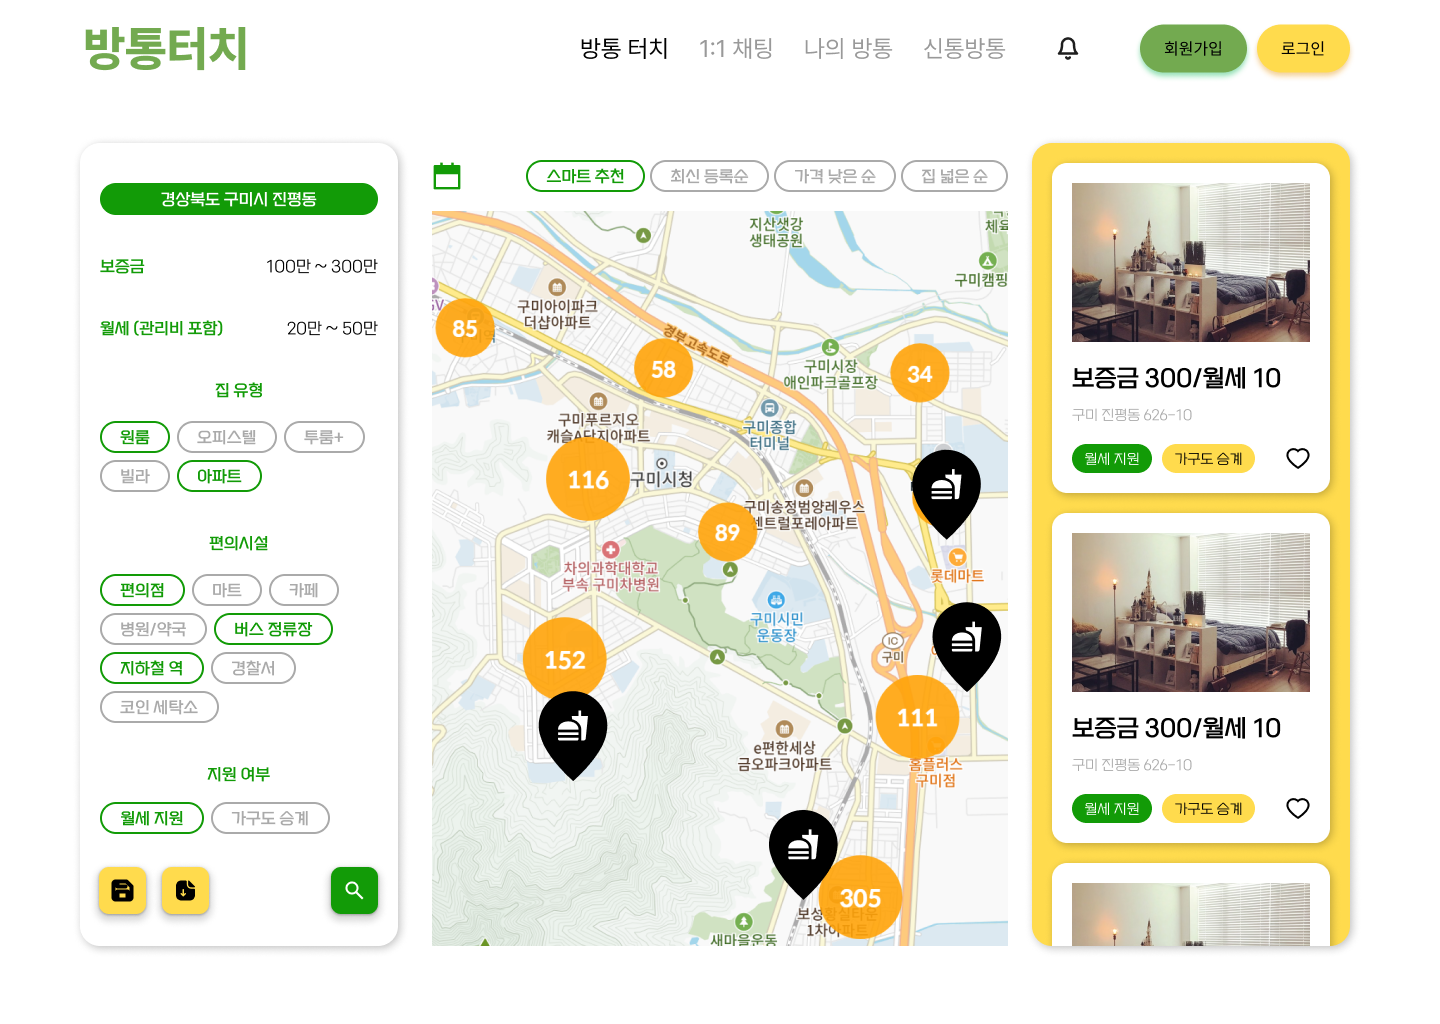 방통터치
방통 터치
1:1 채팅
나의 방통
신통방통
회원가입
로그인
경상북도 구미시 진평동
보증금
100만 ~ 300만
월세 (관리비 포함)
20만 ~ 50만
집 유형
원룸
오피스텔
투룸+
빌라
아파트
편의시설
편의점
마트
카페
병원/약국
버스 정류장
지하철 역
경찰서
코인 세탁소
지원 여부
월세 지원
가구도 승계
스마트 추천
최신 등록순
가격 낮은 순
집 넓은 순
지산샛강
생태공원
구미캠핑
구미아이파크
더샵아파트
85
경부고속도로
58
구미시장
애인파크골프장
34
구미푸르지오
캐슬A단지아파트
구미종합
터미널
116
구미시청
구미송정범양레우스
센트럴포레아파트
89
차의과학대학교
부속 구미차병원
롯데마트
구미시민
운동장
IC
구미
152
111
e편한세상
금오파크아파트
홈플러스
구미점
305
보성황실타운
1차아파트
새마을운동
보증금 300/월세 10
구미 진평동 626-10
월세 지원
가구도 승계
보증금 300/월세 10
구미 진평동 626-10
월세 지원
가구도 승계